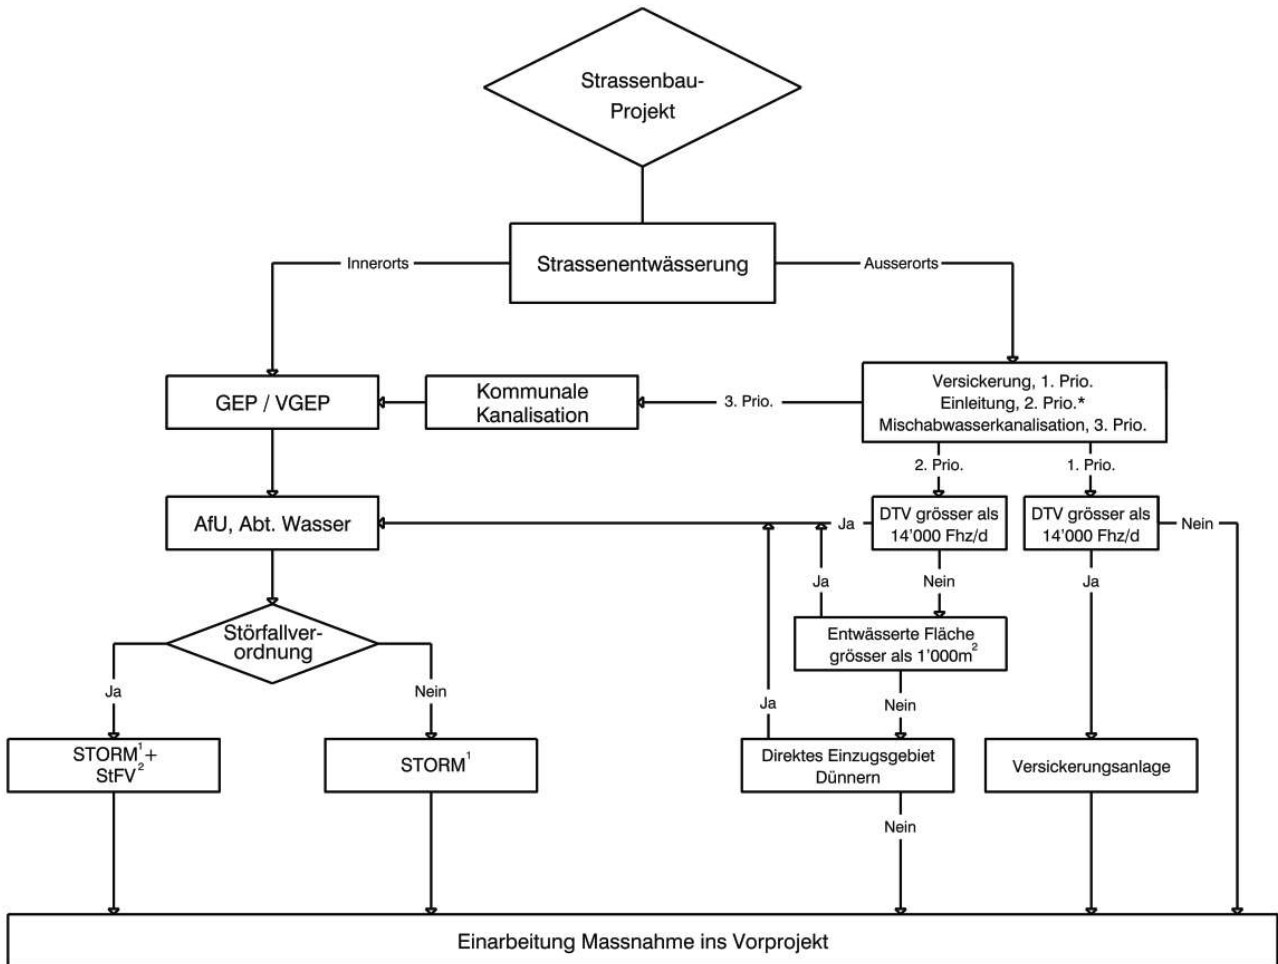 Strassenbau-
Projekt
Innerorts
Strassenentwässerung
Ausserorts
GEP / VGEP
Kommunale
Kanalisation
3. Prio.
Versickerung, 1. Prio.
Einleitung, 2. Prio.*
Mischabwasserkanalisation, 3. Prio.
2. Prio.
1. Prio.
AfU, Abt. Wasser
Ja
DTV grösser als
14'000 Fhz/d
DTV grösser als
14'000 Fhz/d
Nein
Ja
Nein
Ja
Störfallver-
ordnung
Entwässerte Fläche
grösser als 1'000m²
Ja
Nein
Ja
Nein
STORM¹+
StFV²
STORM¹
Direktes Einzugsgebiet
Dünnern
Versickerungsanlage
Nein
Einarbeitung Massnahme ins Vorprojekt